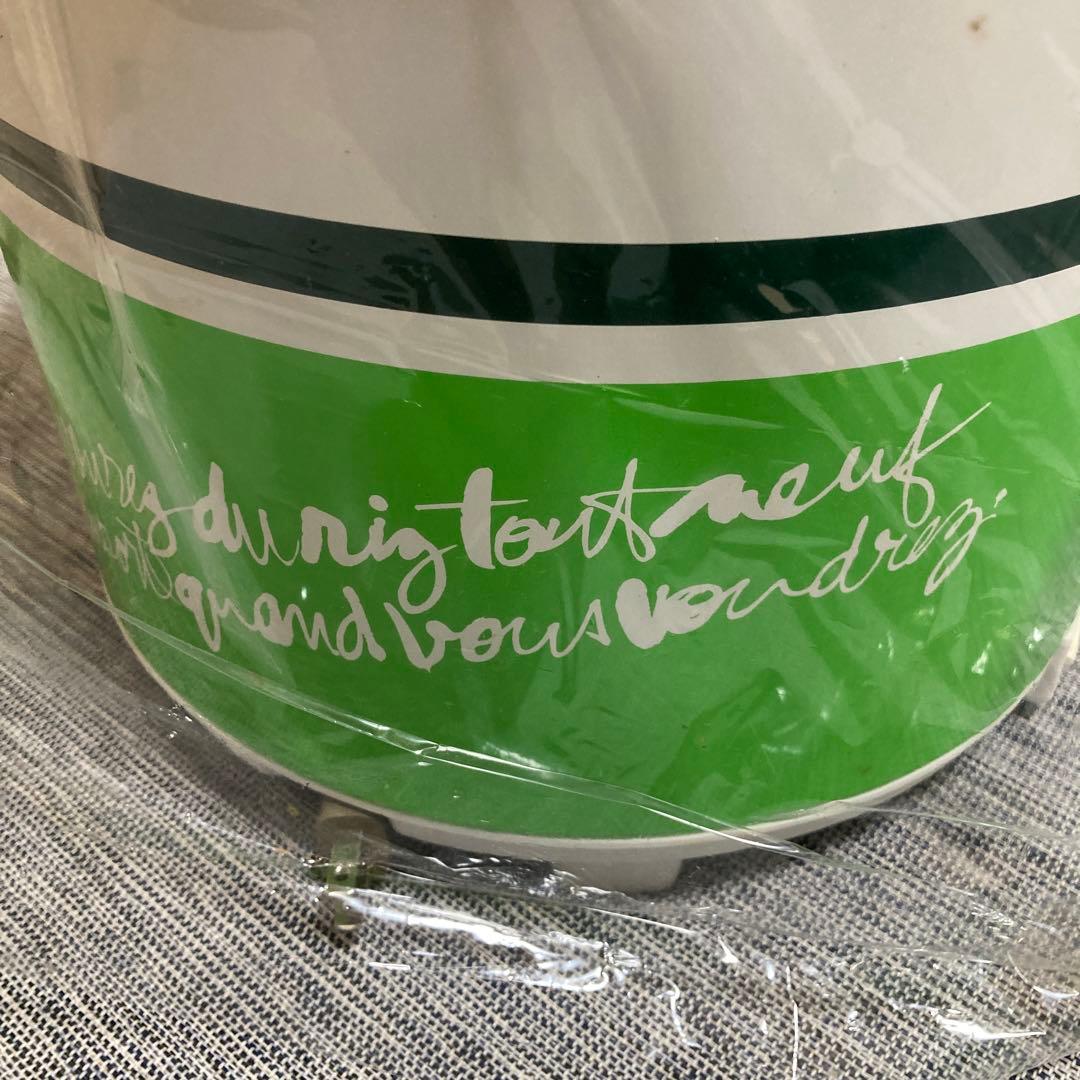 du riz tout neuf
quand vous voudrez.